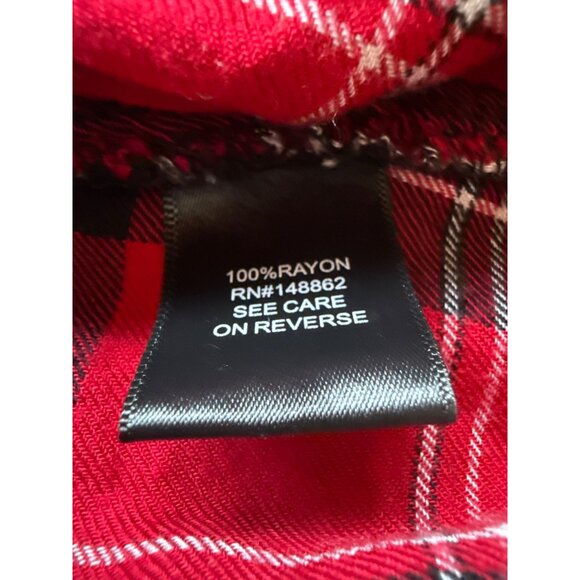 100%RAYON
RN#148862
SEE CARE
ON REVERSE